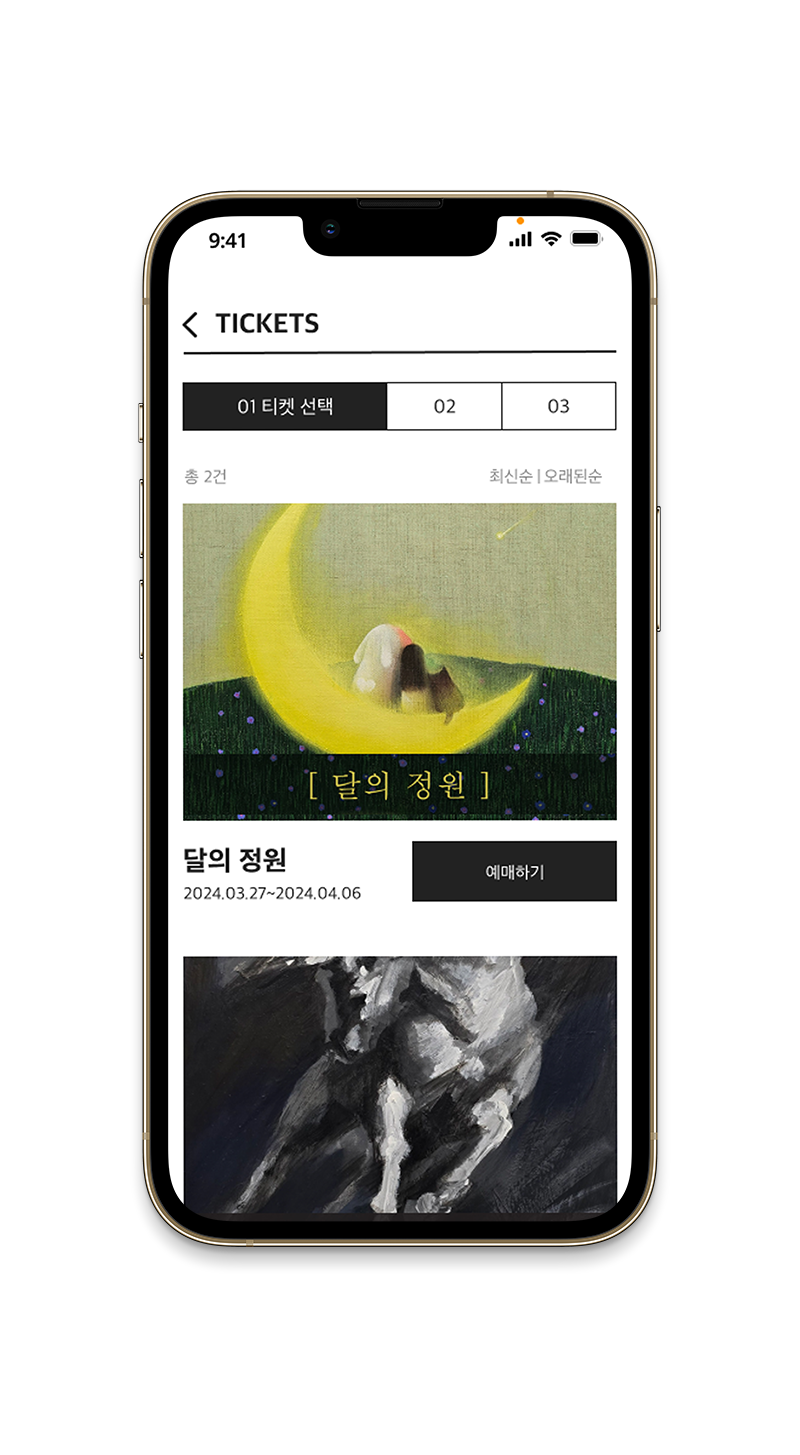 9:41
TICKETS
01 티켓 선택
02
03
총 2건
최신순 | 오래된순
[ 달의 정원 ]
달의 정원
2024.03.27~2024.04.06
예매하기